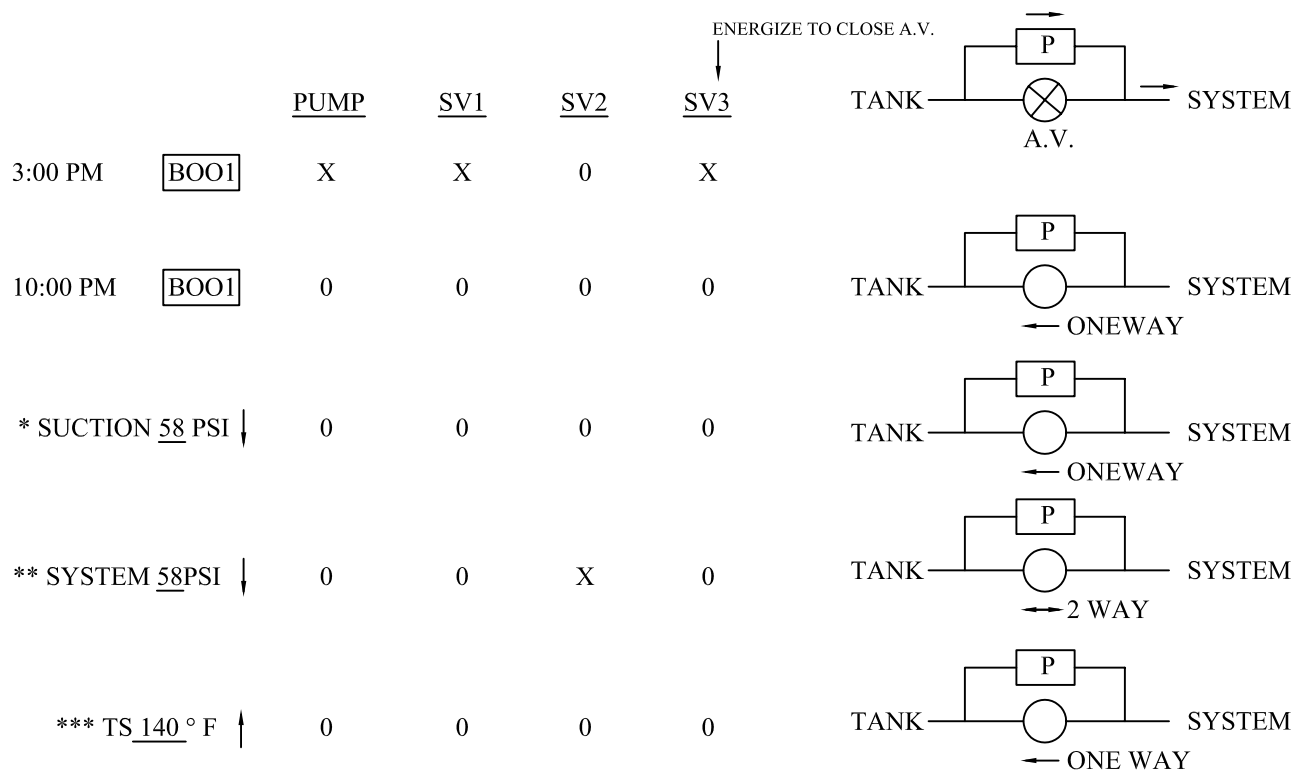 ENERGIZE TO CLOSE A.V.
PUMP SV1 SV2 SV3
P
TANK SYSTEM
A.V.
3:00 PM BOO1 X X 0 X
P
10:00 PM BOO1 0 0 0 0 TANK SYSTEM
ONEWAY
P
* SUCTION 58 PSI 0 0 0 0 TANK SYSTEM
ONEWAY
P
** SYSTEM 58PSI 0 0 X 0 TANK SYSTEM
2 WAY
P
*** TS 140 ° F 0 0 0 0 TANK SYSTEM
ONE WAY